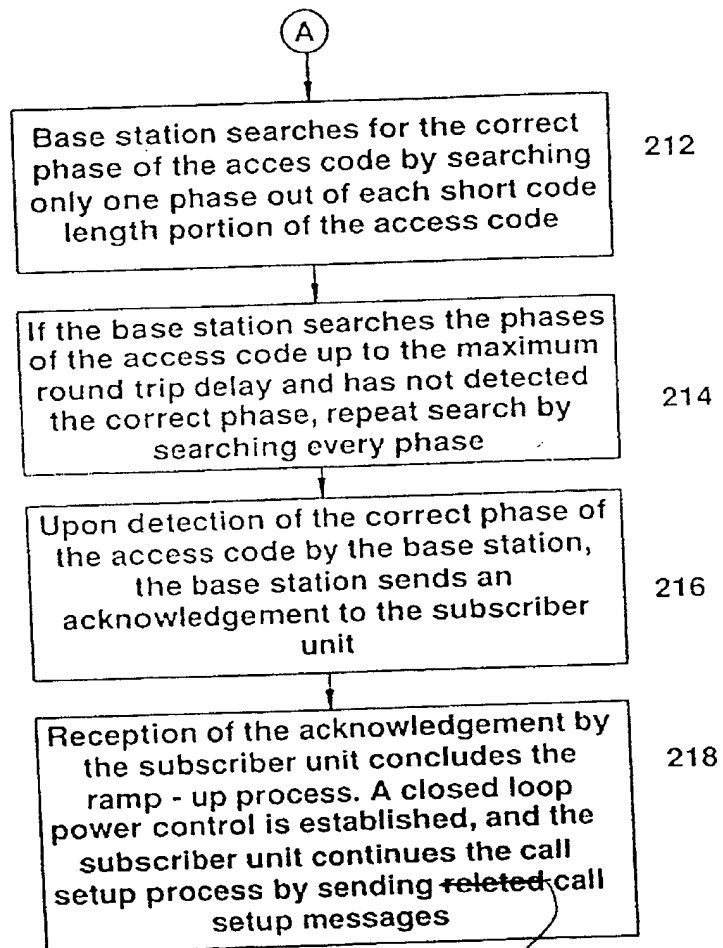 A
Base station searches for the correct
212
phase of the acces code by searching
only one phase out of each short code
length portion of the access code
If the base station searches the phases
of the access code up to the maximum
round trip delay and has not detected
214
the correct phase, repeat search by
searching every phase
Upon detection of the correct phase of
the access code by the base station,
the base station sends an
216
acknowledgement to the subscriber
unit
Reception of the acknowledgement by
218
the subscriber unit concludes the
ramp - up process. A closed loop
power control is established, and the
subscriber unit continues the call
setup process by sending releted call
setup messages